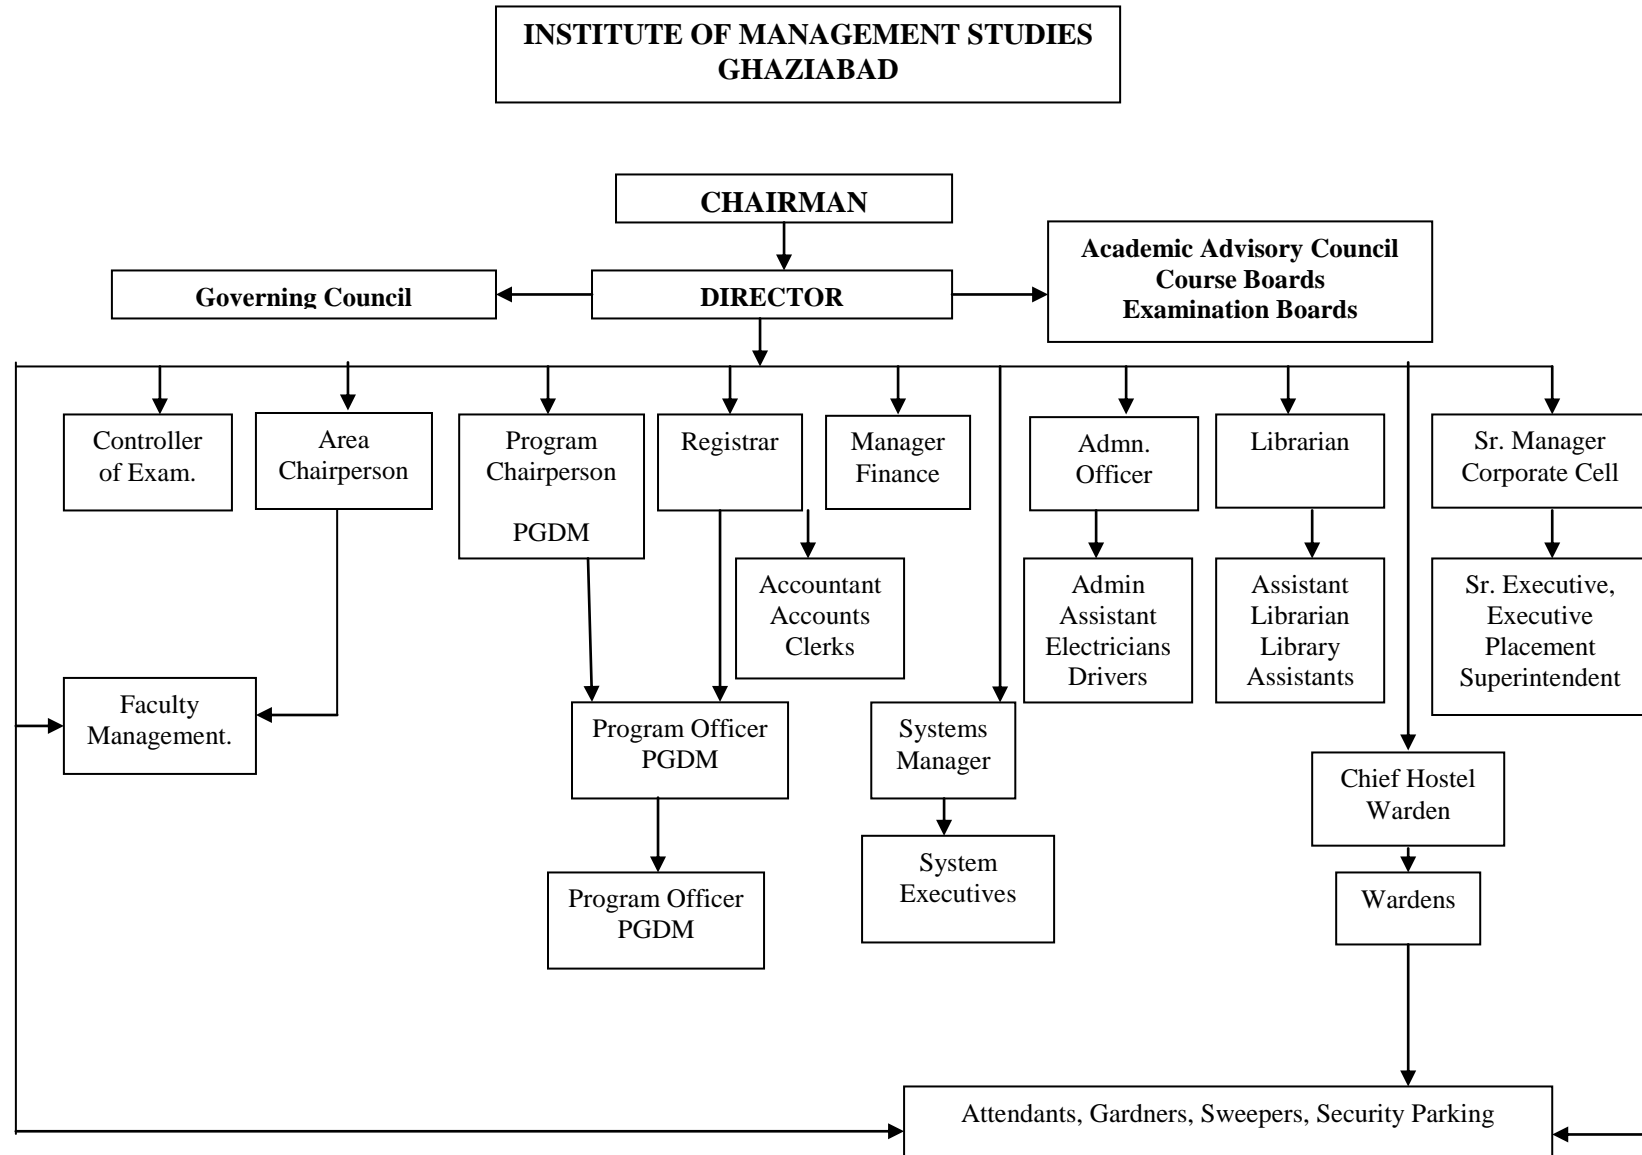 INSTITUTE OF MANAGEMENT STUDIES
GHAZIABAD
CHAIRMAN
Governing Council
DIRECTOR
Academic Advisory Council
Course Boards
Examination Boards
Controller
of Exam.
Area
Chairperson
Program
Chairperson
PGDM
Registrar
Manager
Finance
Admn.
Officer
Librarian
Sr. Manager
Corporate Cell
Accountant
Accounts
Clerks
Admin
Assistant
Electricians
Drivers
Assistant
Librarian
Library
Assistants
Sr. Executive,
Executive
Placement
Superintendent
Faculty
Management.
Program Officer
PGDM
Systems
Manager
Chief Hostel
Warden
Program Officer
PGDM
System
Executives
Wardens
Attendants, Gardners, Sweepers, Security Parking